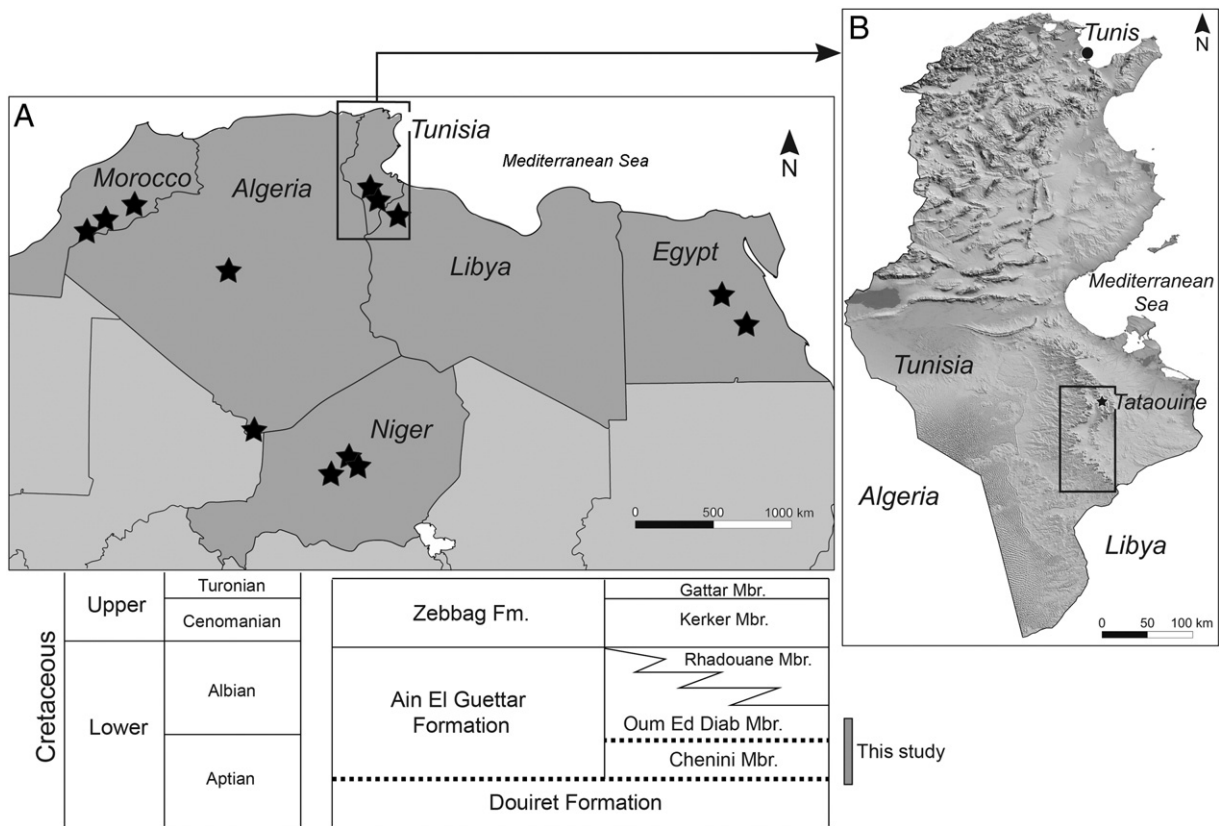 A
N
Tunisia
Mediterranean Sea
Morocco
Algeria
Libya
Egypt
Niger
0 500 1000 km
B
Tunis
N
Mediterranean
Sea
Tunisia
Tataouine
Algeria
Libya
0 50 100 km
Cretaceous
Upper
Lower
Turonian
Cenomanian
Albian
Aptian
Zebbag Fm.
Ain El Guettar
Formation
Gattar Mbr.
Kerker Mbr.
Rhadouane Mbr.
Oum Ed Diab Mbr.
Chenini Mbr.
Douiret Formation
This study